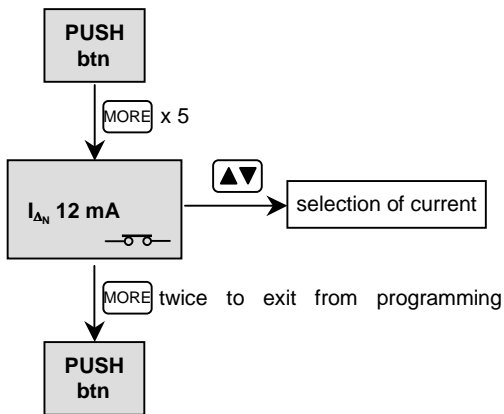 PUSH
btn
MORE x 5
I∆N 12 mA
▲▼
selection of current
MORE twice to exit from programming
PUSH
btn